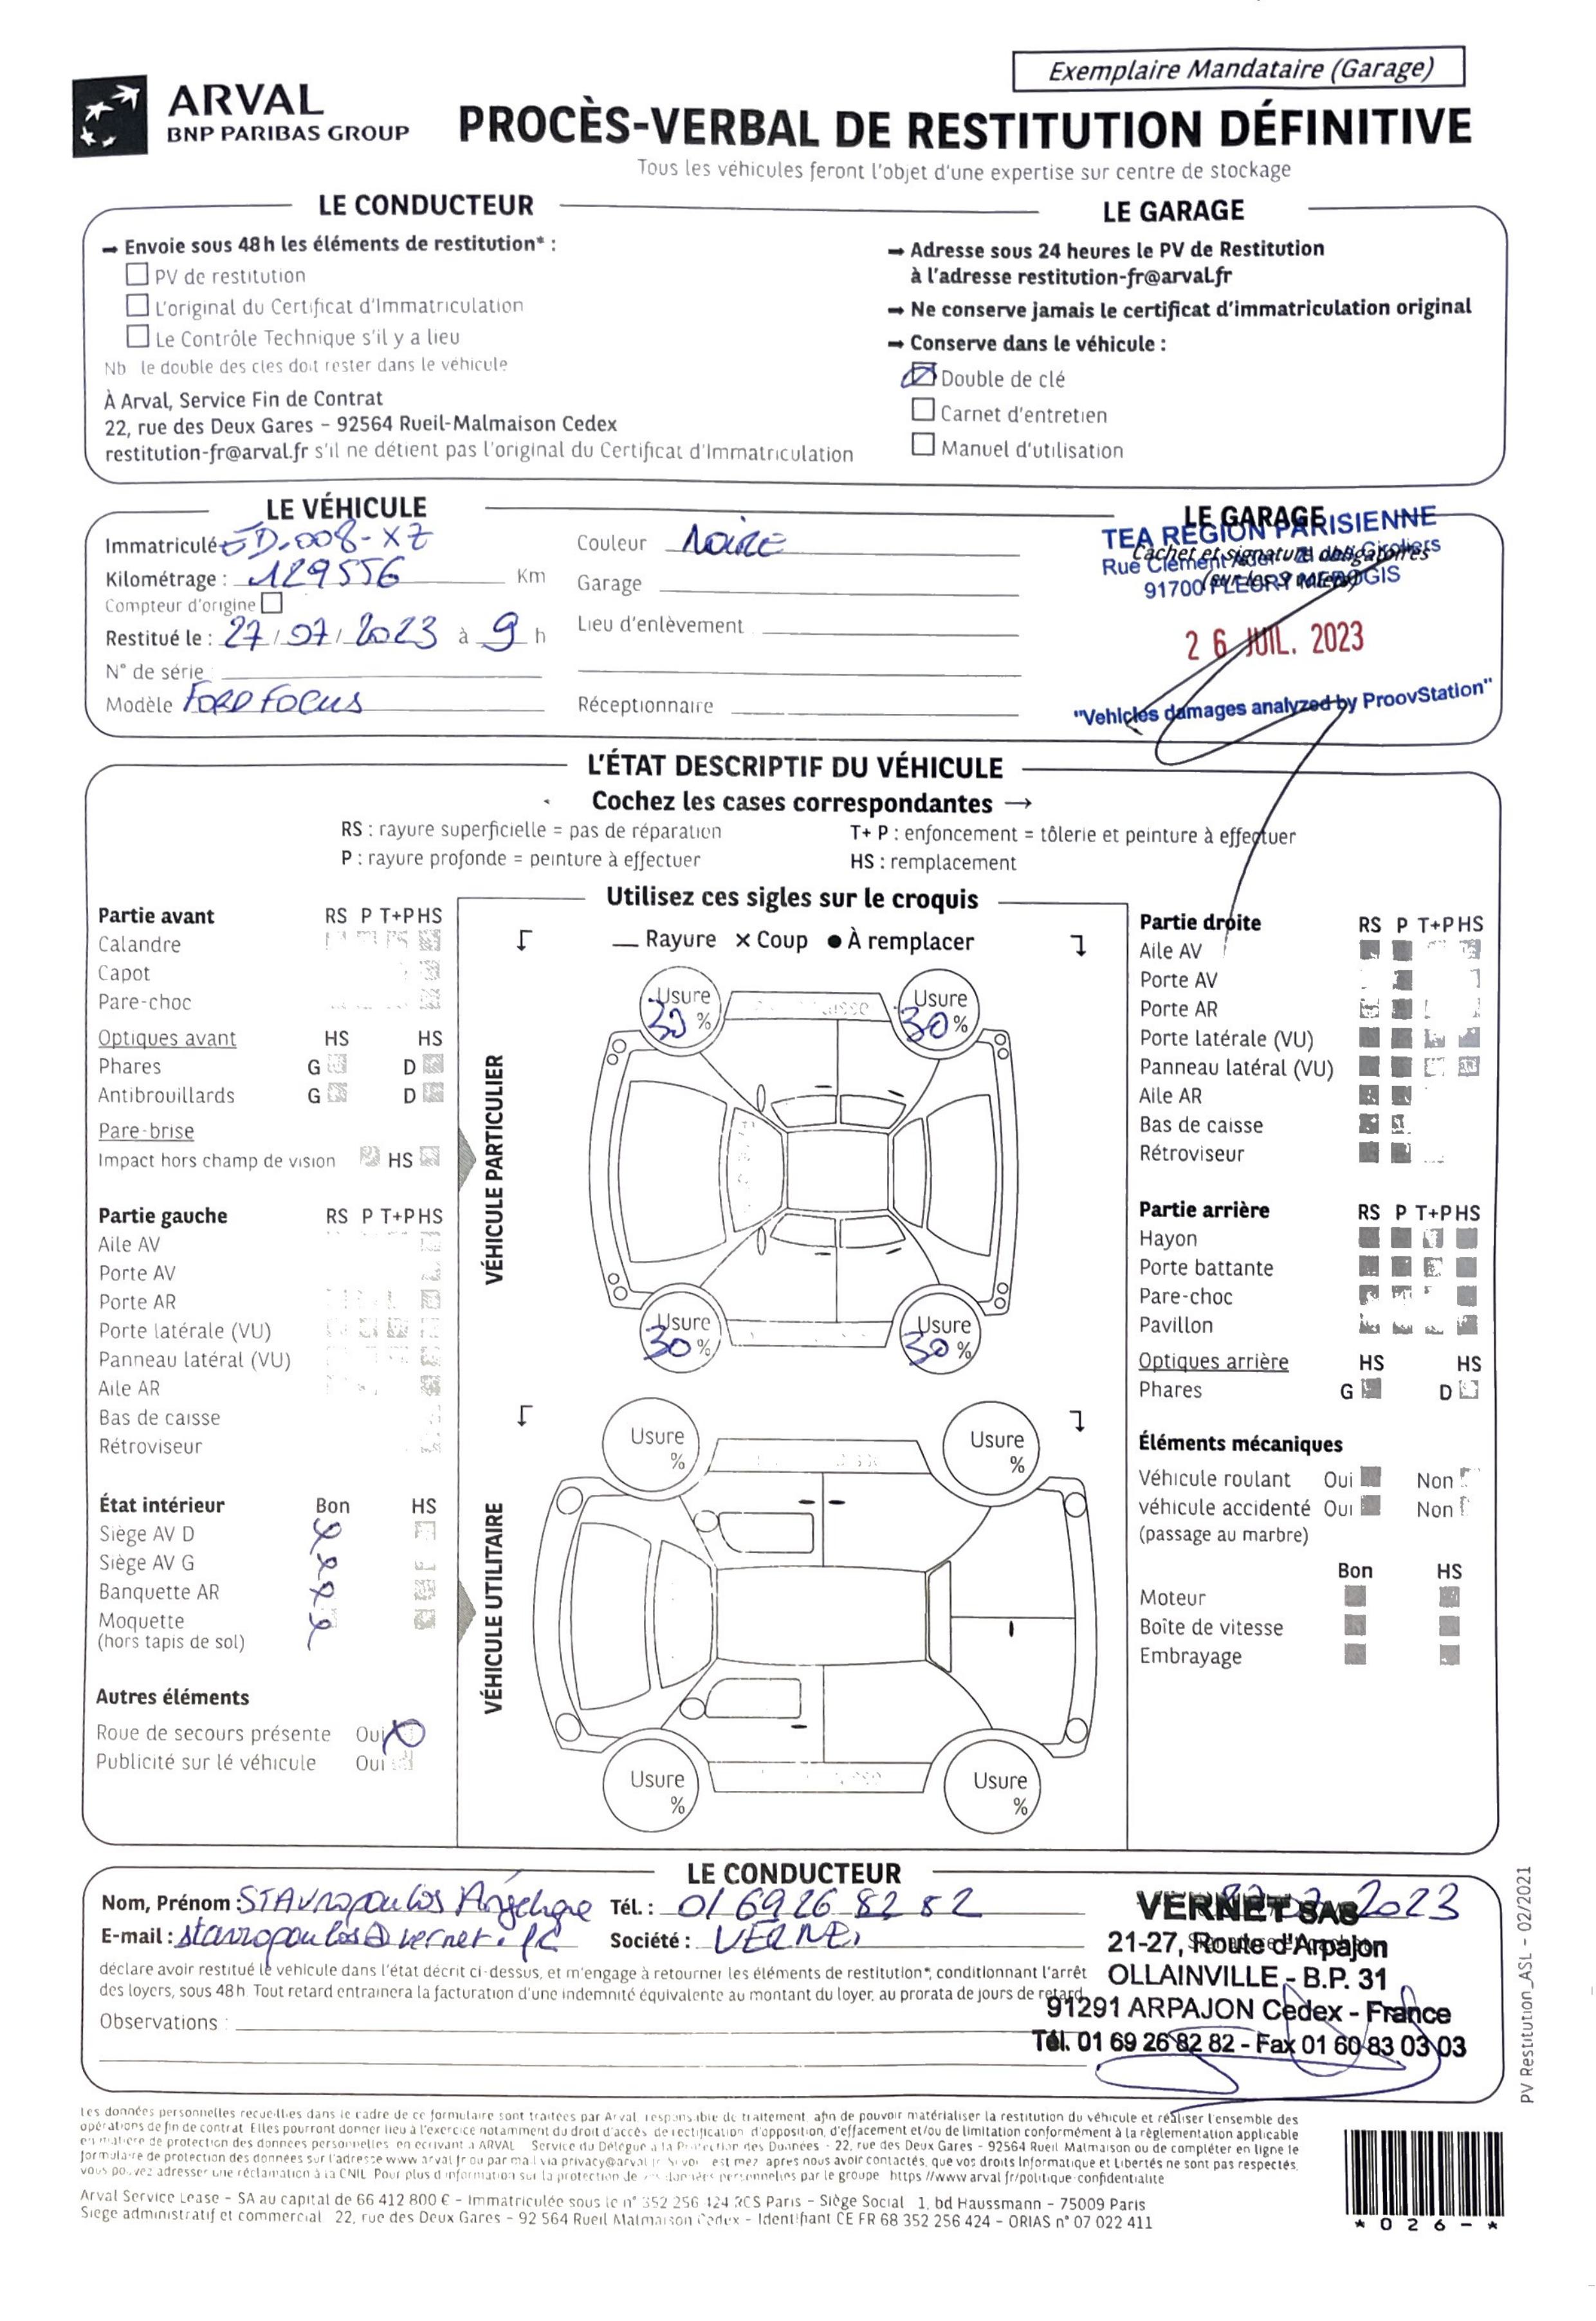 Exemplaire Mandataire (Garage)
ARVAL
BNP PARIBAS GROUP
PROCÈS-VERBAL DE RESTITUTION DÉFINITIVE
Tous les véhicules feront l'objet d'une expertise sur centre de stockage
LE CONDUCTEUR
➞ Envoie sous 48h les éléments de restitution* :
PV de restitution
L'original du Certificat d'Immatriculation
Le Contrôle Technique s'il y a lieu
Nb le double des clés doit rester dans le véhicule
À Arval, Service Fin de Contrat
22, rue des Deux Gares – 92564 Rueil-Malmaison Cedex
restitution-fr@arval.fr s'il ne détient pas l'original du Certificat d'Immatriculation
LE GARAGE
➞ Adresse sous 24 heures le PV de Restitution
à l'adresse restitution-fr@arval.fr
➞ Ne conserve jamais le certificat d'immatriculation original
➞ Conserve dans le véhicule :
Double de clé
Carnet d'entretien
Manuel d'utilisation
LE VÉHICULE
Immatriculé ED-008-XZ
Kilométrage : 129556 Km
Compteur d'origine
Restitué le : 27/07/2023 à 9 h
N° de série :
Modèle FORD FOCUS
Couleur Noire
Garage
Lieu d'enlèvement
Réceptionnaire
LE GARAGE
TEA REGION PARISIENNE
Cachet et signature obligatoires
Rue Clément
91700 FLEURY MEROGIS
26 JUIL. 2023
"Vehicles damages analyzed by ProovStation"
L'ÉTAT DESCRIPTIF DU VÉHICULE
Cochez les cases correspondantes →
RS : rayure superficielle = pas de réparation
T+ P : enfoncement = tôlerie et peinture à effectuer
P : rayure profonde = peinture à effectuer
HS : remplacement
Partie avant RS P T+P HS
Calandre
Capot
Pare-choc
Optiques avant HS HS
Phares G D
Antibrouillards G D
Pare-brise
Impact hors champ de vision HS
Partie gauche RS P T+P HS
Aile AV
Porte AV
Porte AR
Porte latérale (VU)
Panneau latéral (VU)
Aile AR
Bas de caisse
Rétroviseur
État intérieur Bon HS
Siège AV D
Siège AV G
Banquette AR
Moquette
(hors tapis de sol)
Autres éléments
Roue de secours présente Oui
Publicité sur le véhicule Oui
Utilisez ces sigles sur le croquis
— Rayure × Coup ● À remplacer
VÉHICULE PARTICULIER
Usure 30 %
Usure 30 %
Usure 30 %
Usure 30 %
VÉHICULE UTILITAIRE
Usure %
Usure %
Usure %
Usure %
Partie droite RS P T+P HS
Aile AV
Porte AV
Porte AR
Porte latérale (VU)
Panneau latéral (VU)
Aile AR
Bas de caisse
Rétroviseur
Partie arrière RS P T+P HS
Hayon
Porte battante
Pare-choc
Pavillon
Optiques arrière HS HS
Phares G D
Éléments mécaniques
Véhicule roulant Oui Non
véhicule accidenté Oui Non
(passage au marbre)
Bon HS
Moteur
Boîte de vitesse
Embrayage
LE CONDUCTEUR
Nom, Prénom : STAVROPOULOS Angélique Tél. : 01 69 26 82 82
E-mail : Société : VERNET
déclare avoir restitué le véhicule dans l'état décrit ci-dessus, et m'engage à retourner les éléments de restitution*, conditionnant l'arrêt
des loyers, sous 48h. Tout retard entrainera la facturation d'une indemnité équivalente au montant du loyer, au prorata de jours de retard
Observations :
2023
VERNET SAS
21-27, Route d'Arpajon
OLLAINVILLE - B.P. 31
91291 ARPAJON Cedex - France
Tél. 01 69 26 82 82 - Fax 01 60 83 03 03
PV Restitution_ASL – 02/2021
Les données personnelles recueillies dans le cadre de ce formulaire sont traitées par Arval, responsable de traitement, afin de pouvoir matérialiser la restitution du véhicule et réaliser l'ensemble des
opérations de fin de contrat. Elles pourront donner lieu à l'exercice notamment du droit d'accès, de rectification, d'opposition, d'effacement et/ou de limitation conformément à la règlementation applicable
en matière de protection des données personnelles en écrivant à ARVAL Service du Délégué à la Protection des Données - 22, rue des Deux Gares - 92564 Rueil Malmaison ou de compléter en ligne le
formulaire de protection des données sur l'adresse www.arval.fr ou par mail via privacy@arval.fr Si vous estimez, après nous avoir contactés, que vos droits Informatique et Libertés ne sont pas respectés,
vous pouvez adresser une réclamation à la CNIL. Pour plus d'information sur la protection de vos données personnelles par le groupe https://www.arval.fr/politique-confidentialite
Arval Service Lease – SA au capital de 66 412 800 € – Immatriculée sous le n° 352 256 424 RCS Paris – Siège Social 1, bd Haussmann – 75009 Paris
Siège administratif et commercial 22, rue des Deux Gares – 92 564 Rueil Malmaison Cedex – Identifiant CE FR 68 352 256 424 – ORIAS n° 07 022 411
* 0 2 6 – *